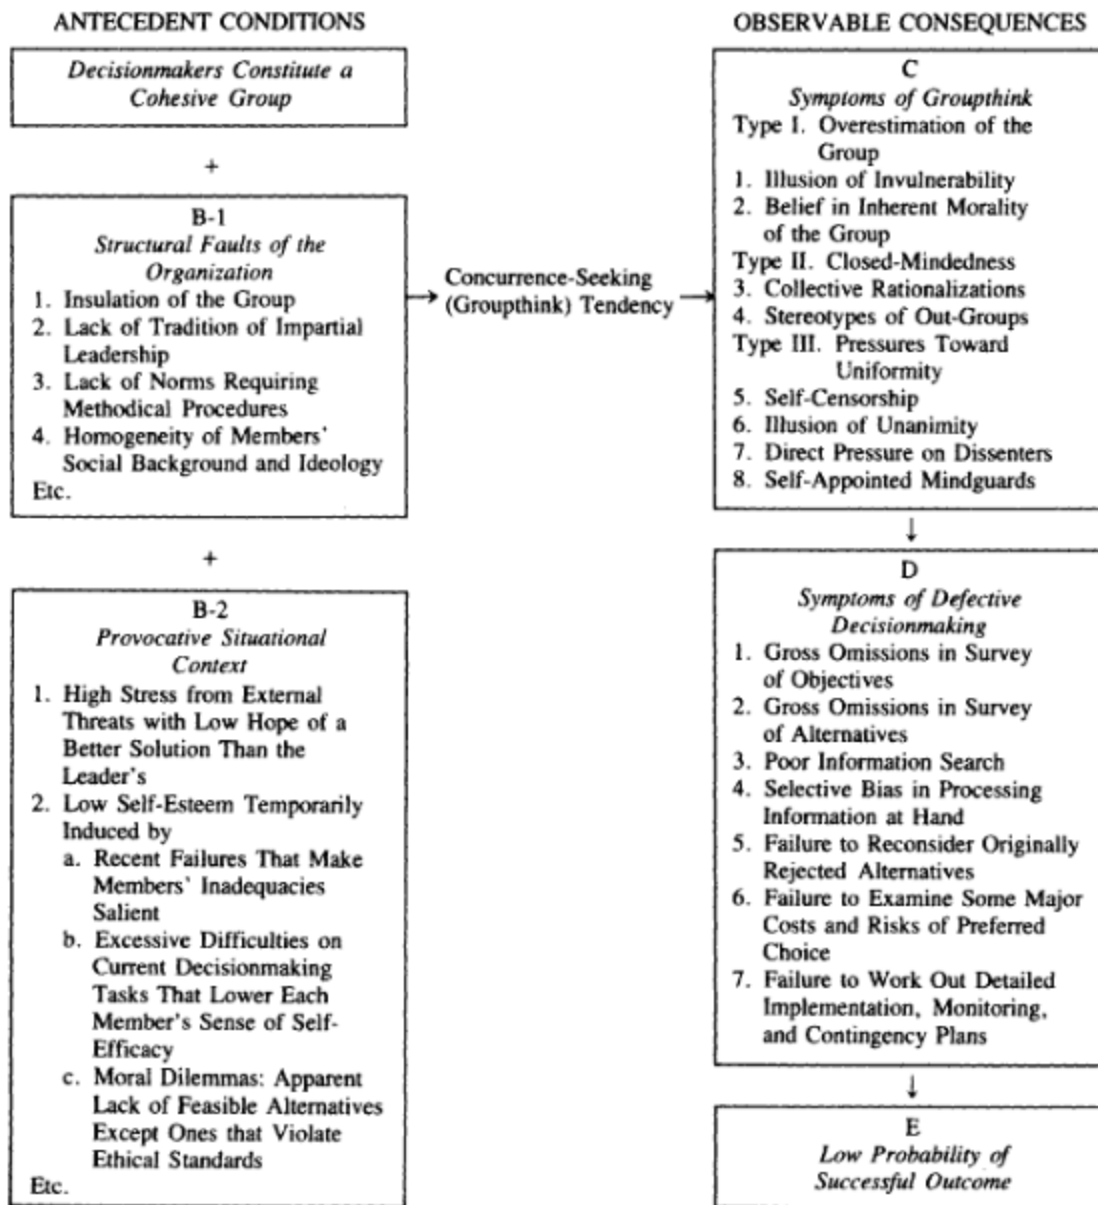 ANTECEDENT CONDITIONS
Decisionmakers Constitute a
Cohesive Group
+
B-1
Structural Faults of the
Organization
1. Insulation of the Group
2. Lack of Tradition of Impartial
Leadership
3. Lack of Norms Requiring
Methodical Procedures
4. Homogeneity of Members'
Social Background and Ideology
Etc.
+
B-2
Provocative Situational
Context
1. High Stress from External
Threats with Low Hope of a
Better Solution Than the
Leader's
2. Low Self-Esteem Temporarily
Induced by
a. Recent Failures That Make
Members' Inadequacies
Salient
b. Excessive Difficulties on
Current Decisionmaking
Tasks That Lower Each
Member's Sense of Self-
Efficacy
c. Moral Dilemmas: Apparent
Lack of Feasible Alternatives
Except Ones that Violate
Ethical Standards
Etc.
Concurrence-Seeking
(Groupthink) Tendency
OBSERVABLE CONSEQUENCES
C
Symptoms of Groupthink
Type I. Overestimation of the
Group
1. Illusion of Invulnerability
2. Belief in Inherent Morality
of the Group
Type II. Closed-Mindedness
3. Collective Rationalizations
4. Stereotypes of Out-Groups
Type III. Pressures Toward
Uniformity
5. Self-Censorship
6. Illusion of Unanimity
7. Direct Pressure on Dissenters
8. Self-Appointed Mindguards
D
Symptoms of Defective
Decisionmaking
1. Gross Omissions in Survey
of Objectives
2. Gross Omissions in Survey
of Alternatives
3. Poor Information Search
4. Selective Bias in Processing
Information at Hand
5. Failure to Reconsider Originally
Rejected Alternatives
6. Failure to Examine Some Major
Costs and Risks of Preferred
Choice
7. Failure to Work Out Detailed
Implementation, Monitoring,
and Contingency Plans
E
Low Probability of
Successful Outcome